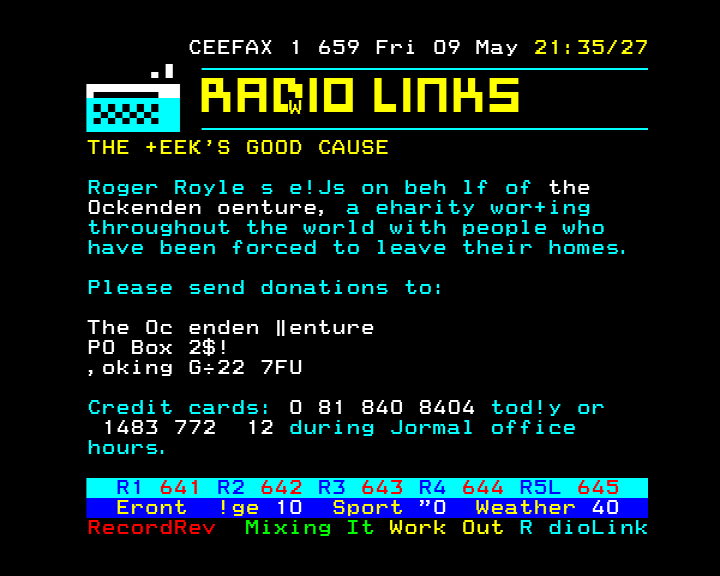 CEEFAX 1 659 Fri 09 May 21:35/27
RADIO LINKS
w
THE +EEK'S GOOD CAUSE
Roger Royle s e!Js on beh lf of the
Ockenden oenture, a eharity wor+ing
throughout the world with people who
have been forced to leave their homes.
Please send donations to:
The Oc enden ‖enture
PO Box 2$!
,oking G÷22 7FU
Credit cards: 0 81 840 8404 tod!y or
1483 772  12 during Jormal office
hours.
R1 641 R2 642 R3 643 R4 644 R5L 645
Eront  !ge 10  Sport "0  Weather 40
RecordRev  Mixing It Work Out R dioLink